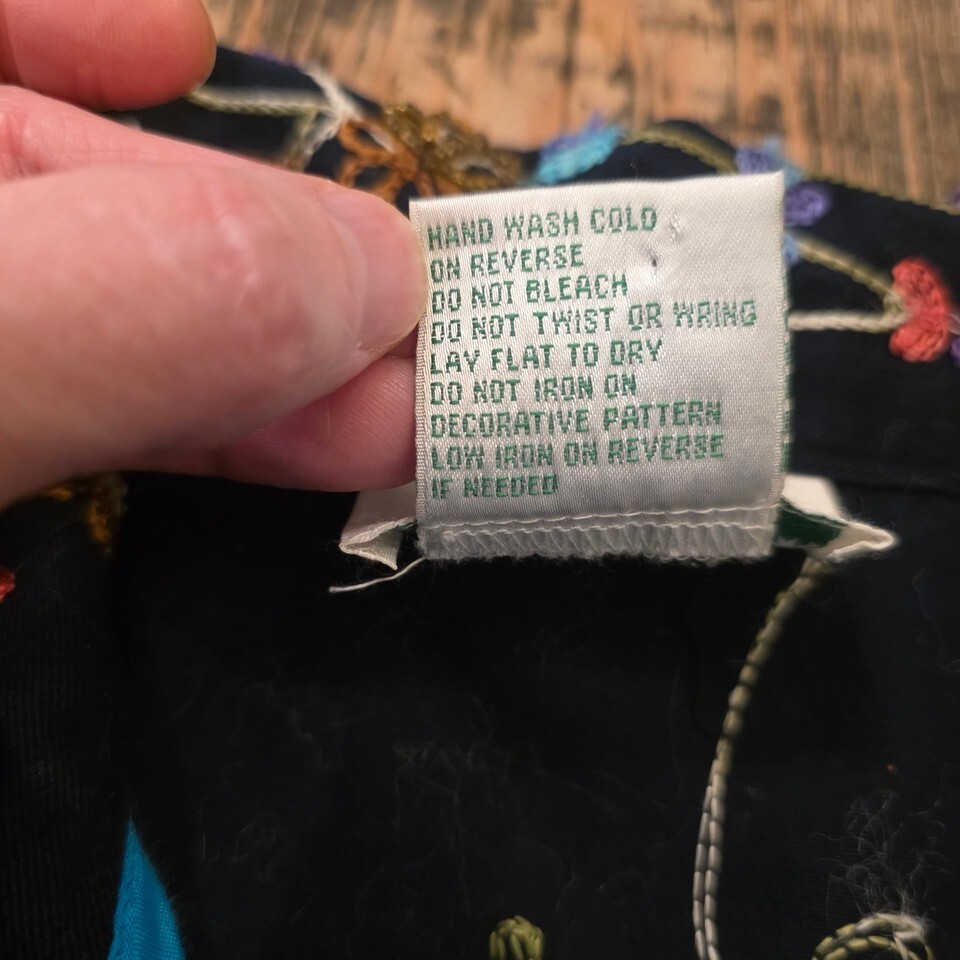 HAND WASH COLD
ON REVERSE
DO NOT BLEACH
DO NOT TWIST OR WRING
LAY FLAT TO DRY
DO NOT IRON ON
DECORATIVE PATTERN
LOW IRON ON REVERSE
IF NEEDED